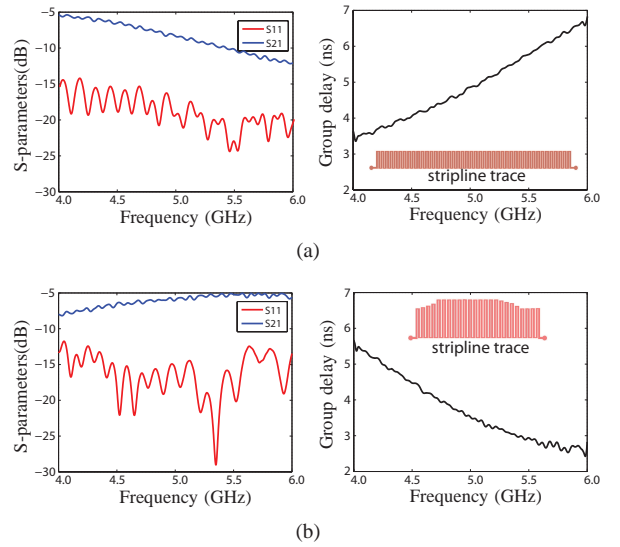 S-parameters(dB)
−5
−10
−15
−20
−25
−30
4.0 4.5 5.0 5.5 6.0
Frequency (GHz)
S11
S21
Group delay (ns)
7
6
5
4
3
2
4.0 4.5 5.0 5.5 6.0
Frequency (GHz)
stripline trace
(a)
S-parameters(dB)
−5
−10
−15
−20
−25
−30
4.0 4.5 5.0 5.5 6.0
Frequency (GHz)
S11
S21
Group delay (ns)
7
6
5
4
3
2
4.0 4.5 5.0 5.5 6.0
Frequency (GHz)
stripline trace
(b)